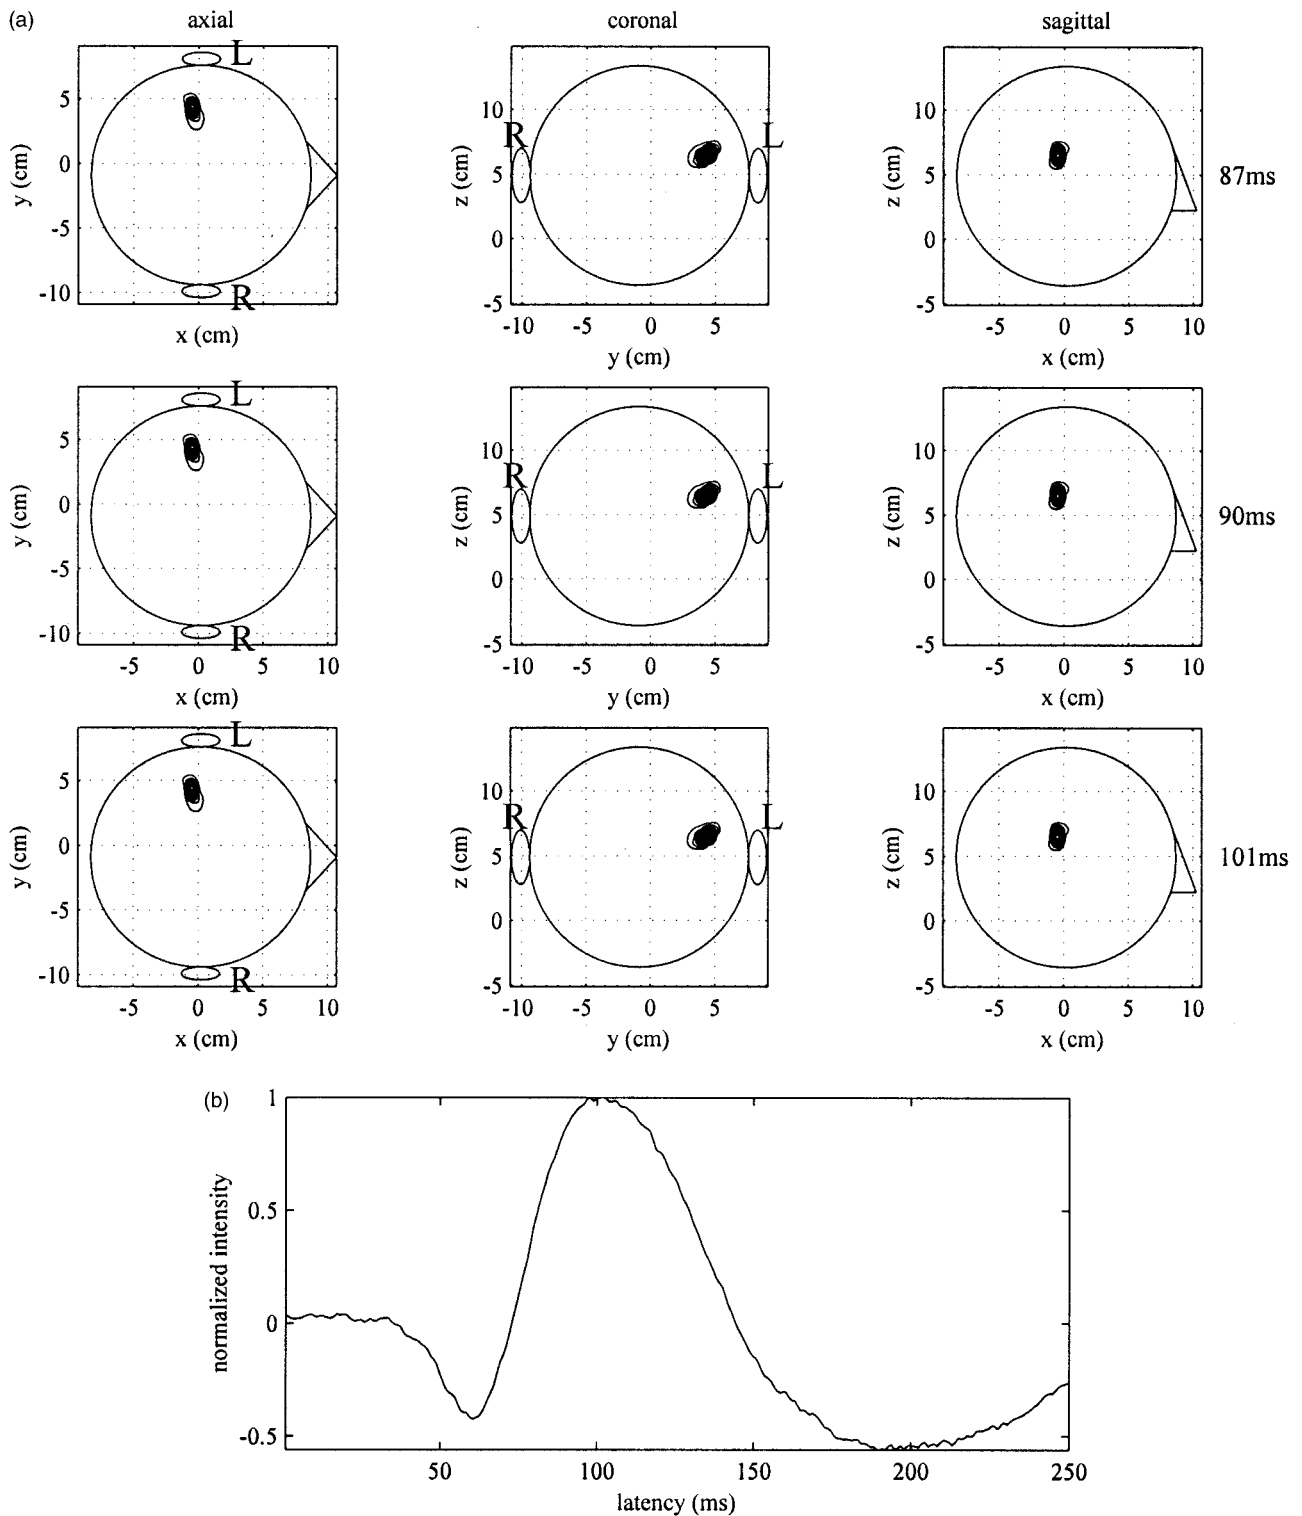 (a) axial coronal sagittal
L
5
0
-5
-10
y (cm)
R
x (cm)
R L
10
5
0
-5
z (cm)
-10 -5 0 5
y (cm)
10
5
0
-5
z (cm)
-5 0 5 10
x (cm)
87ms
L
5
0
-5
-10
y (cm)
R
-5 0 5 10
x (cm)
R L
10
5
0
-5
z (cm)
-10 -5 0 5
y (cm)
10
5
0
-5
z (cm)
-5 0 5 10
x (cm)
90ms
L
5
0
-5
-10
y (cm)
R
-5 0 5 10
x (cm)
R L
10
5
0
-5
z (cm)
-10 -5 0 5
y (cm)
10
5
0
-5
z (cm)
-5 0 5 10
x (cm)
101ms
(b)
1
0.5
0
-0.5
normalized intensity
50 100 150 200 250
latency (ms)